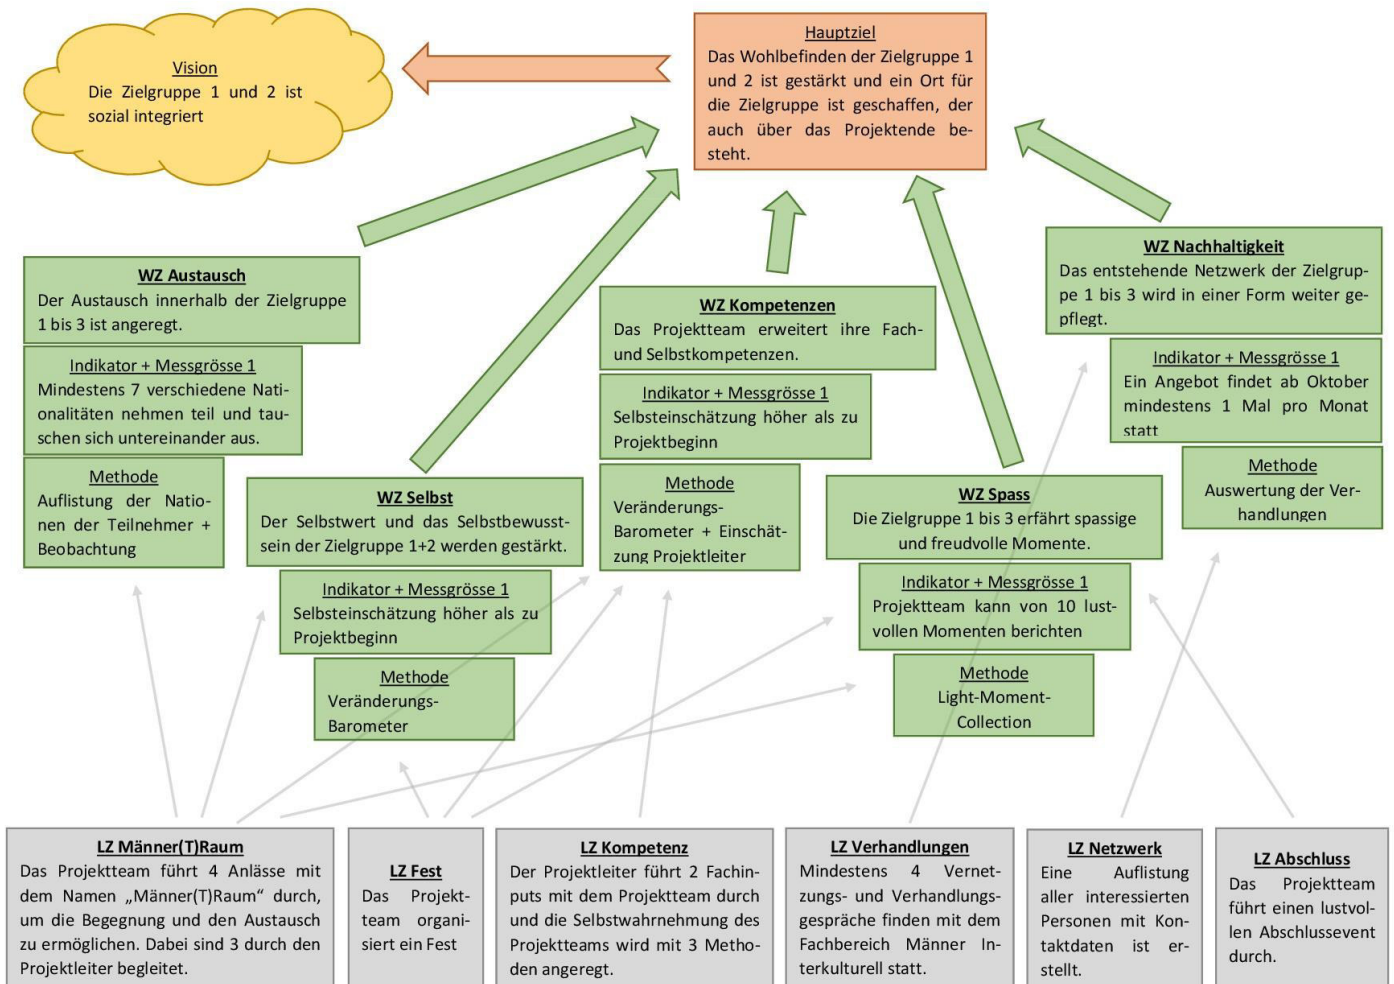 Vision
Die Zielgruppe 1 und 2 ist
sozial integriert
Hauptziel
Das Wohlbefinden der Zielgruppe 1
und 2 ist gestärkt und ein Ort für
die Zielgruppe ist geschaffen, der
auch über das Projektende be-
steht.
WZ Austausch
Der Austausch innerhalb der Zielgruppe
1 bis 3 ist angeregt.
Indikator + Messgrösse 1
Mindestens 7 verschiedene Nati-
onalitäten nehmen teil und tau-
schen sich untereinander aus.
Methode
Auflistung der Natio-
nen der Teilnehmer +
Beobachtung
WZ Selbst
Der Selbstwert und das Selbstbewusst-
sein der Zielgruppe 1+2 werden gestärkt.
Indikator + Messgrösse 1
Selbsteinschätzung höher als zu
Projektbeginn
Methode
Veränderungs-
Barometer
WZ Kompetenzen
Das Projektteam erweitert ihre Fach-
und Selbstkompetenzen.
Indikator + Messgrösse 1
Selbsteinschätzung höher als zu
Projektbeginn
Methode
Veränderungs-
Barometer + Einschät-
zung Projektleiter
WZ Spass
Die Zielgruppe 1 bis 3 erfährt spassige
und freudvolle Momente.
Indikator + Messgrösse 1
Projektteam kann von 10 lust-
vollen Momenten berichten
Methode
Light-Moment-
Collection
WZ Nachhaltigkeit
Das entstehende Netzwerk der Zielgrup-
pe 1 bis 3 wird in einer Form weiter ge-
pflegt.
Indikator + Messgrösse 1
Ein Angebot findet ab Oktober
mindestens 1 Mal pro Monat
statt
Methode
Auswertung der Ver-
handlungen
LZ Männer(T)Raum
Das Projektteam führt 4 Anlässe mit
dem Namen „Männer(T)Raum“ durch,
um die Begegnung und den Austausch
zu ermöglichen. Dabei sind 3 durch den
Projektleiter begleitet.
LZ Fest
Das Projekt-
team organi-
siert ein Fest
LZ Kompetenz
Der Projektleiter führt 2 Fachin-
puts mit dem Projektteam durch
und die Selbstwahrnehmung des
Projektteams wird mit 3 Metho-
den angeregt.
LZ Verhandlungen
Mindestens 4 Vernet-
zungs- und Verhandlungs-
gespräche finden mit dem
Fachbereich Männer In-
terkulturell statt.
LZ Netzwerk
Eine Auflistung
aller interessierten
Personen mit Kon-
taktdaten ist er-
stellt.
LZ Abschluss
Das Projektteam
führt einen lustvol-
len Abschlussevent
durch.